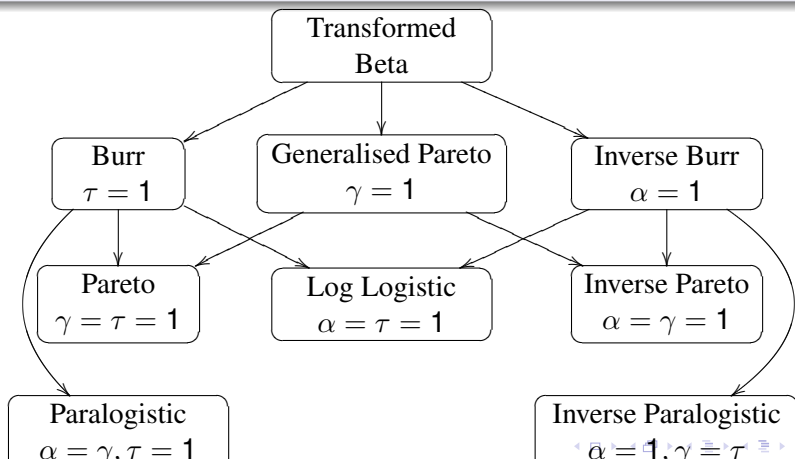 Transformed
Beta
Burr
τ = 1
Generalised Pareto
γ = 1
Inverse Burr
α = 1
Pareto
γ = τ = 1
Log Logistic
α = τ = 1
Inverse Pareto
α = γ = 1
Paralogistic
α = γ, τ = 1
Inverse Paralogistic
α = 1, γ = τ